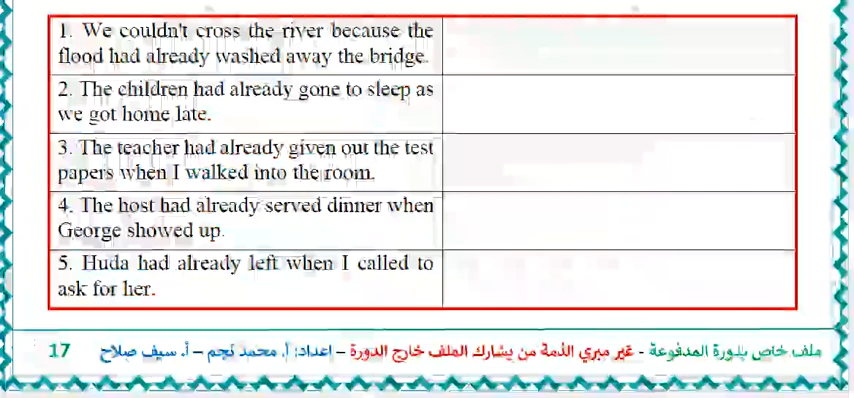 1. We couldn't cross the river because the
flood had already washed away the bridge.
2. The children had already gone to sleep as
we got home late.
3. The teacher had already given out the test
papers when I walked into the room.
4. The host had already served dinner when
George showed up.
5. Huda had already left when I called to
ask for her.
ملف خاص بالدورة المدفوعة - غير مبري الذمة من يشارك الملف خارج الدورة – إعداد: أ. محمد نجم – أ. سيف صلاح 17